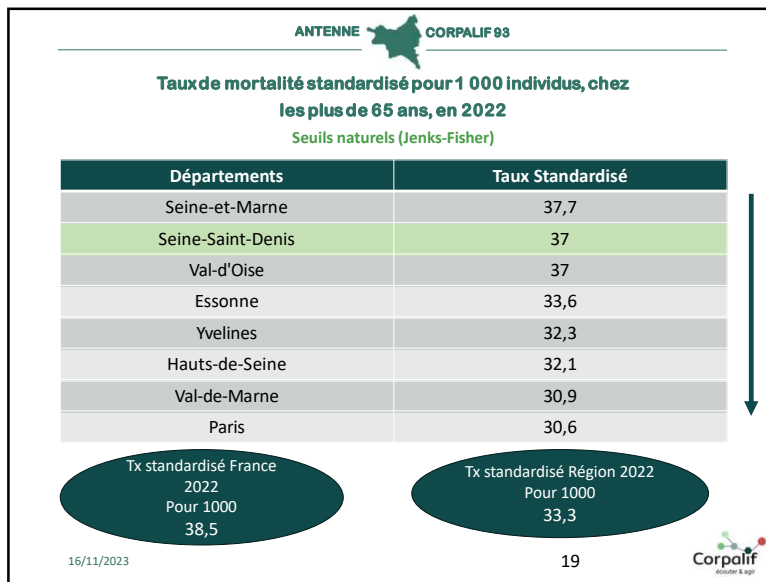 ANTENNE CORPALIF 93
Taux de mortalité standardisé pour 1 000 individus, chez
les plus de 65 ans, en 2022
Seuils naturels (Jenks-Fisher)
Départements Taux Standardisé
Seine-et-Marne 37,7
Seine-Saint-Denis 37
Val-d'Oise 37
Essonne 33,6
Yvelines 32,3
Hauts-de-Seine 32,1
Val-de-Marne 30,9
Paris 30,6
Tx standardisé France
2022
Pour 1000
38,5
Tx standardisé Région 2022
Pour 1000
33,3
16/11/2023
19
Corpalif
écouter & agir